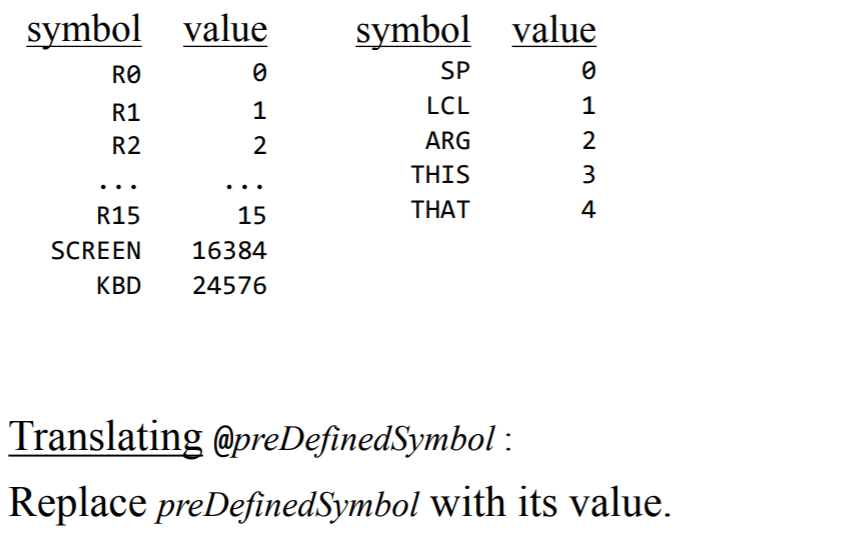 symbol value symbol value
R0 0 SP 0
R1 1 LCL 1
R2 2 ARG 2
... ... THIS 3
R15 15 THAT 4
SCREEN 16384
KBD 24576
Translating @preDefinedSymbol :
Replace preDefinedSymbol with its value.